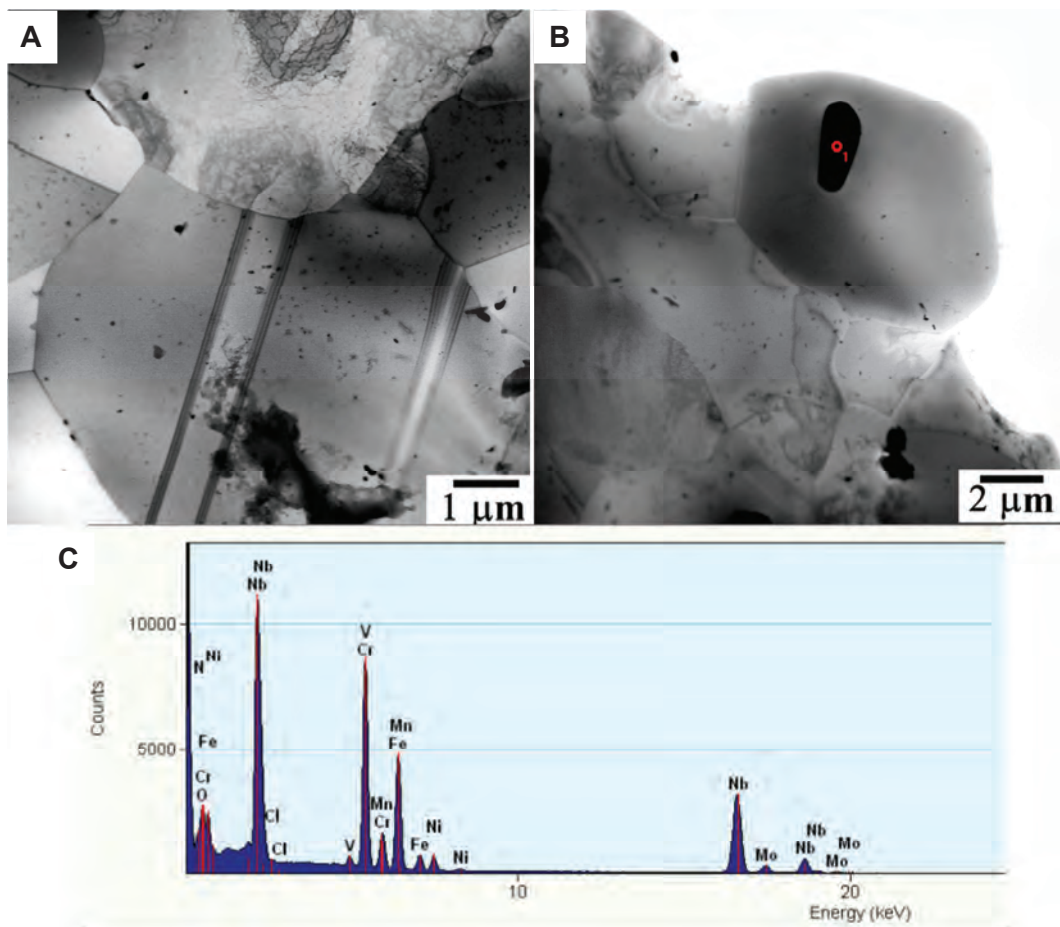 A
B
1
1 μm
2 μm
C
Nb
Nb
10000
V
Cr
N Ni
Counts
Mn
Fe
5000
Fe
Cr
O
Cl
Cl
V
Mn
Cr
Fe
Ni
Ni
Nb
Mo
Nb
Nb
Mo
Mo
10
20
Energy (keV)